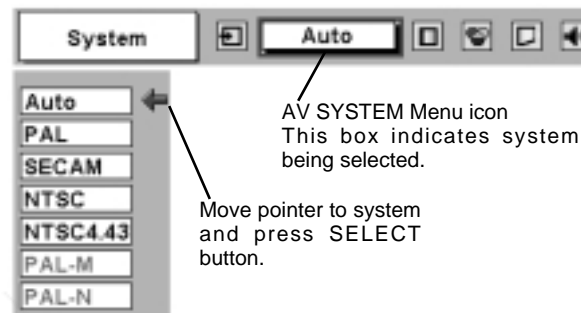 System
Auto
Auto
PAL
SECAM
NTSC
NTSC4.43
PAL-M
PAL-N
AV SYSTEM Menu icon
This box indicates system
being selected.
Move pointer to system
and press SELECT
button.